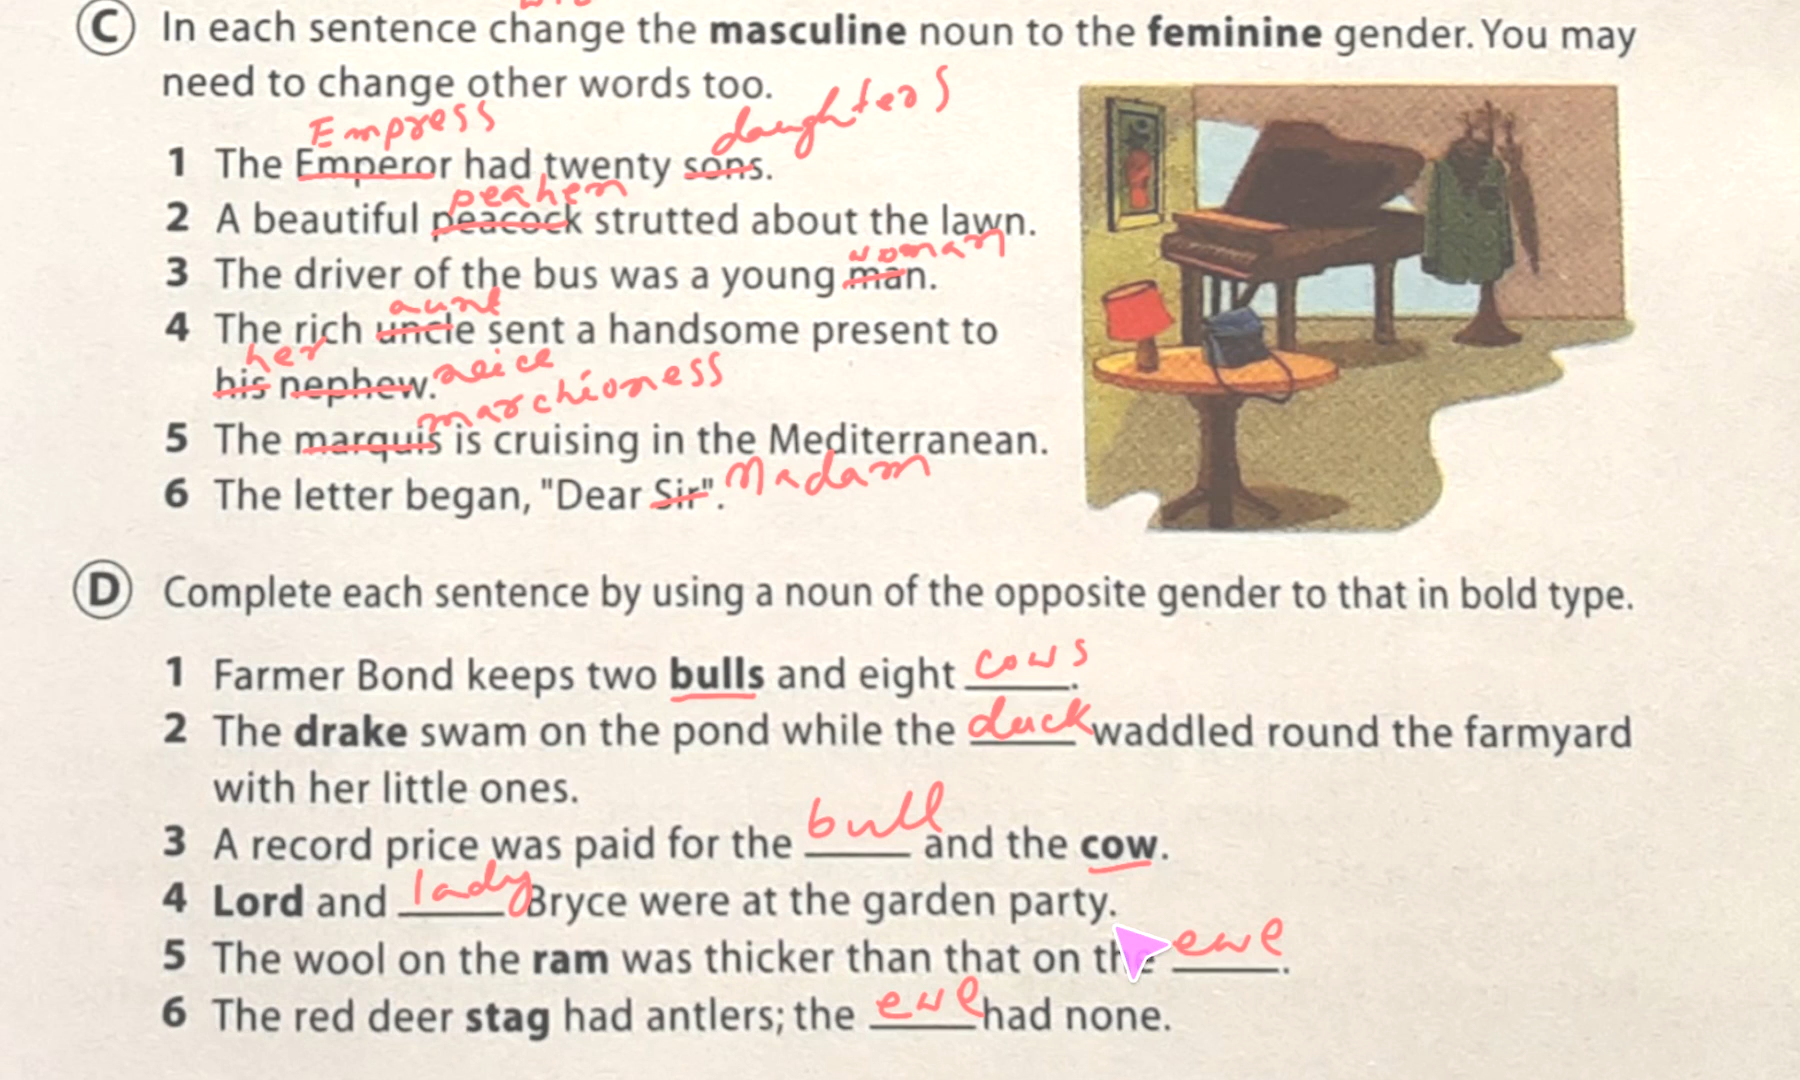 C In each sentence change the masculine noun to the feminine gender. You may
need to change other words too.
Empress daughters
1 The Emperor had twenty sons.
peahen
2 A beautiful peacock strutted about the lawn.
woman
3 The driver of the bus was a young man.
aunt
4 The rich uncle sent a handsome present to
her
his nephew. neice
marchioness
5 The marquis is cruising in the Mediterranean.
6 The letter began, "Dear Sir". Madam
D Complete each sentence by using a noun of the opposite gender to that in bold type.
1 Farmer Bond keeps two bulls and eight cows.
2 The drake swam on the pond while the duck waddled round the farmyard
with her little ones.
3 A record price was paid for the bull and the cow.
4 Lord and lady Bryce were at the garden party.
5 The wool on the ram was thicker than that on the ewe.
6 The red deer stag had antlers; the ewe had none.